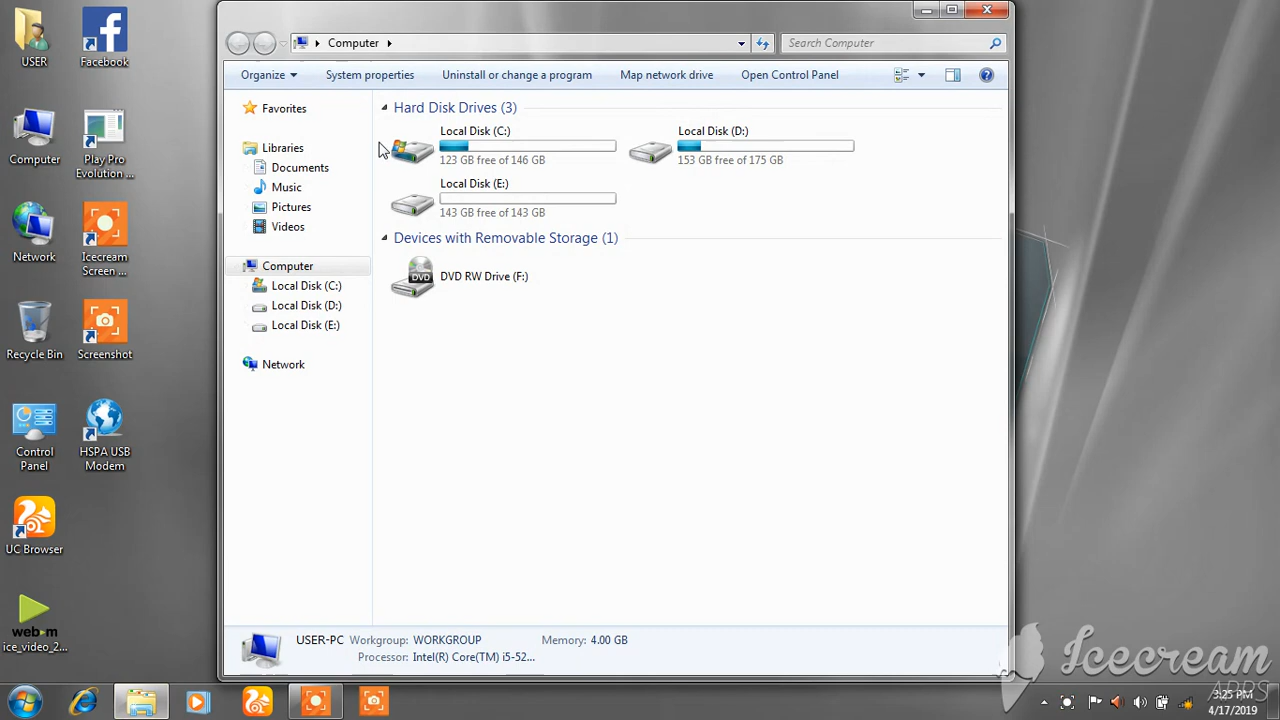 USER
Facebook
Computer
Play Pro
Evolution ...
Network
Icecream
Screen ...
Recycle Bin
Screenshot
Control
Panel
HSPA USB
Modem
UC Browser
webm
ice_video_2...
Computer
Search Computer
Organize
System properties
Uninstall or change a program
Map network drive
Open Control Panel
Favorites
Libraries
Documents
Music
Pictures
Videos
Computer
Local Disk (C:)
Local Disk (D:)
Local Disk (E:)
Network
Hard Disk Drives (3)
Local Disk (C:)
123 GB free of 146 GB
Local Disk (D:)
153 GB free of 175 GB
Local Disk (E:)
143 GB free of 143 GB
Devices with Removable Storage (1)
DVD
DVD RW Drive (F:)
USER-PC Workgroup: WORKGROUP Memory: 4.00 GB
Processor: Intel(R) Core(TM) i5-52...
Icecream
APPS
3:25 PM
4/17/2019